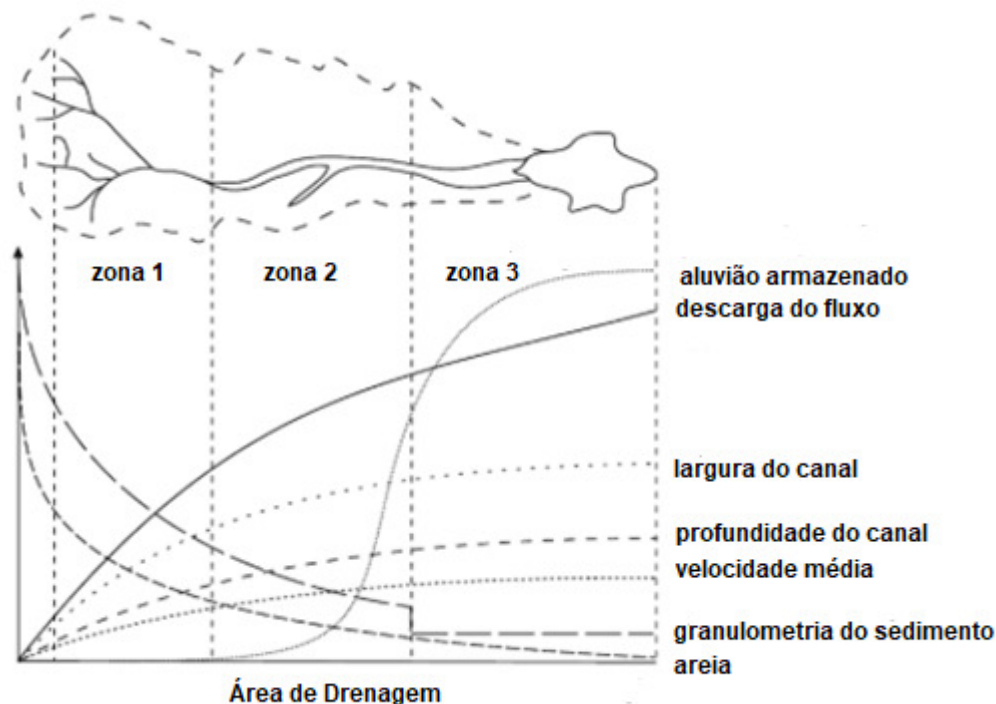 zona 1
zona 2
zona 3
aluvião armazenado
descarga do fluxo
largura do canal
profundidade do canal
velocidade média
granulometria do sedimento
areia
Área de Drenagem